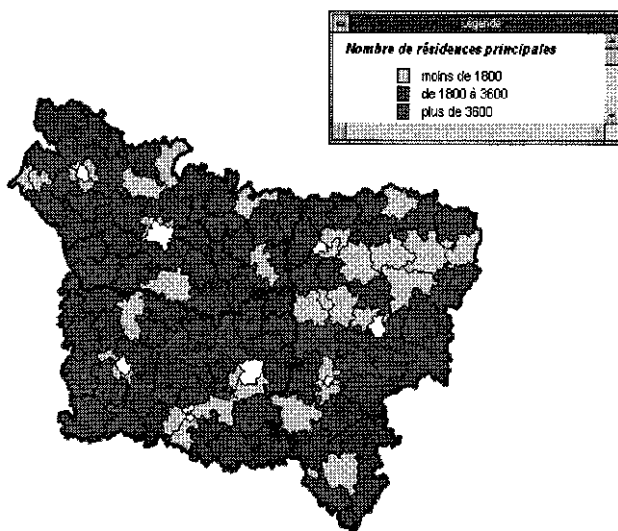 Légende
Nombre de résidences principales
moins de 1800
de 1800 à 3600
plus de 3600